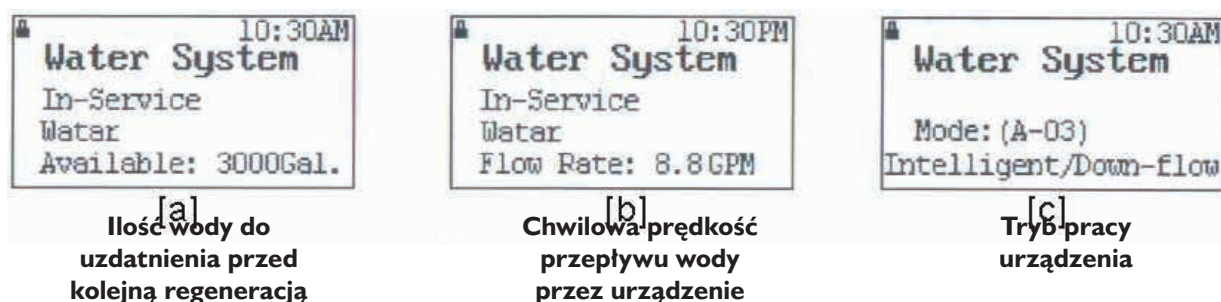 10:30AM
Water System
In-Service
Watar
Available: 3000Gal.
[a]
Ilość wody do
uzdatnienia przed
kolejną regeneracją
10:30PM
Water System
In-Service
Watar
Flow Rate: 8.8GPM
[b]
Chwilowa prędkość
przepływu wody
przez urządzenie
10:30AM
Water System
Mode:(A-03)
Intelligent/Down-flow
[c]
Tryb pracy
urządzenia